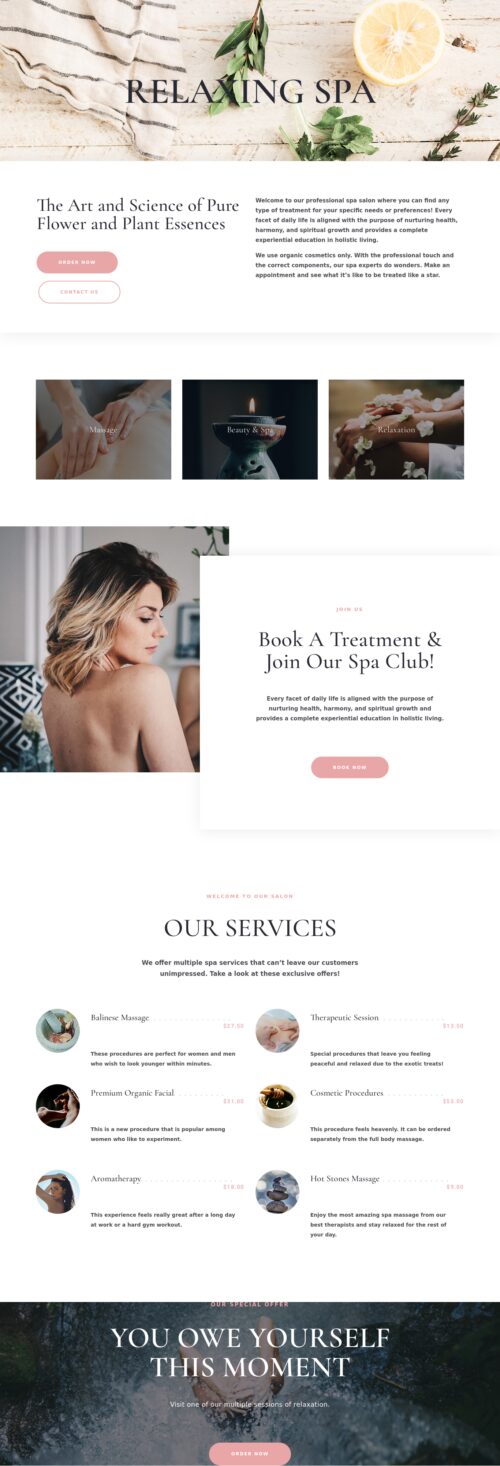 RELAXING SPA
The Art and Science of Pure
Flower and Plant Essences
ORDER NOW
CONTACT US
Welcome to our professional spa salon where you can find any
type of treatment for your specific needs or preferences! Every
facet of daily life is aligned with the purpose of nurturing health,
harmony, and spiritual growth and provides a complete
experiential education in holistic living.
We use organic cosmetics only. With the professional touch and
the correct components, our spa experts do wonders. Make an
appointment and see what it's like to be treated like a star.
Massage
Beauty & Spa
Relaxation
JOIN US
Book A Treatment &
Join Our Spa Club!
Every facet of daily life is aligned with the purpose of
nurturing health, harmony, and spiritual growth and
provides a complete experiential education in holistic living.
BOOK NOW
WELCOME TO OUR SALON
OUR SERVICES
We offer multiple spa services that can't leave our customers
unimpressed. Take a look at these exclusive offers!
Balinese Massage
$27.50
These procedures are perfect for women and men
who wish to look younger within minutes.
Therapeutic Session
$13.50
Special procedures that leave you feeling
peaceful and relaxed due to the exotic treats!
Premium Organic Facial
$31.00
This is a new procedure that is popular among
women who like to experiment.
Cosmetic Procedures
This procedure feels heavenly. It can be ordered
separately from the full body massage.
Aromatherapy
$18.00
This experience feels really great after a long day
at work or a hard gym workout.
Hot Stones Massage
$9.00
Enjoy the most amazing spa massage from our
best therapists and stay relaxed for the rest of
your day.
OUR SPECIAL OFFER
YOU OWE YOURSELF
THIS MOMENT
Visit one of our multiple sessions of relaxation.
ORDER NOW